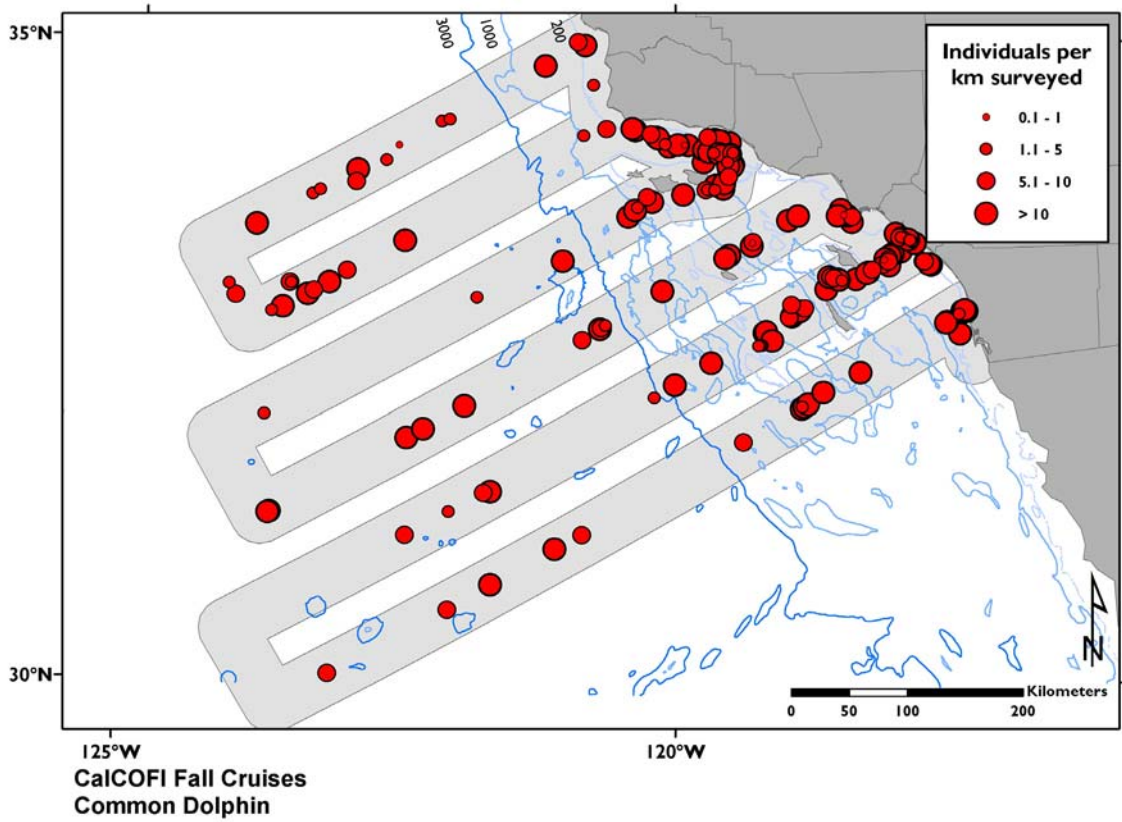 35°N
3000
1000
200
Individuals per
km surveyed
0.1 - 1
1.1 - 5
5.1 - 10
> 10
30°N
N
Kilometers
0 50 100 200
125°W
120°W
CalCOFI Fall Cruises
Common Dolphin